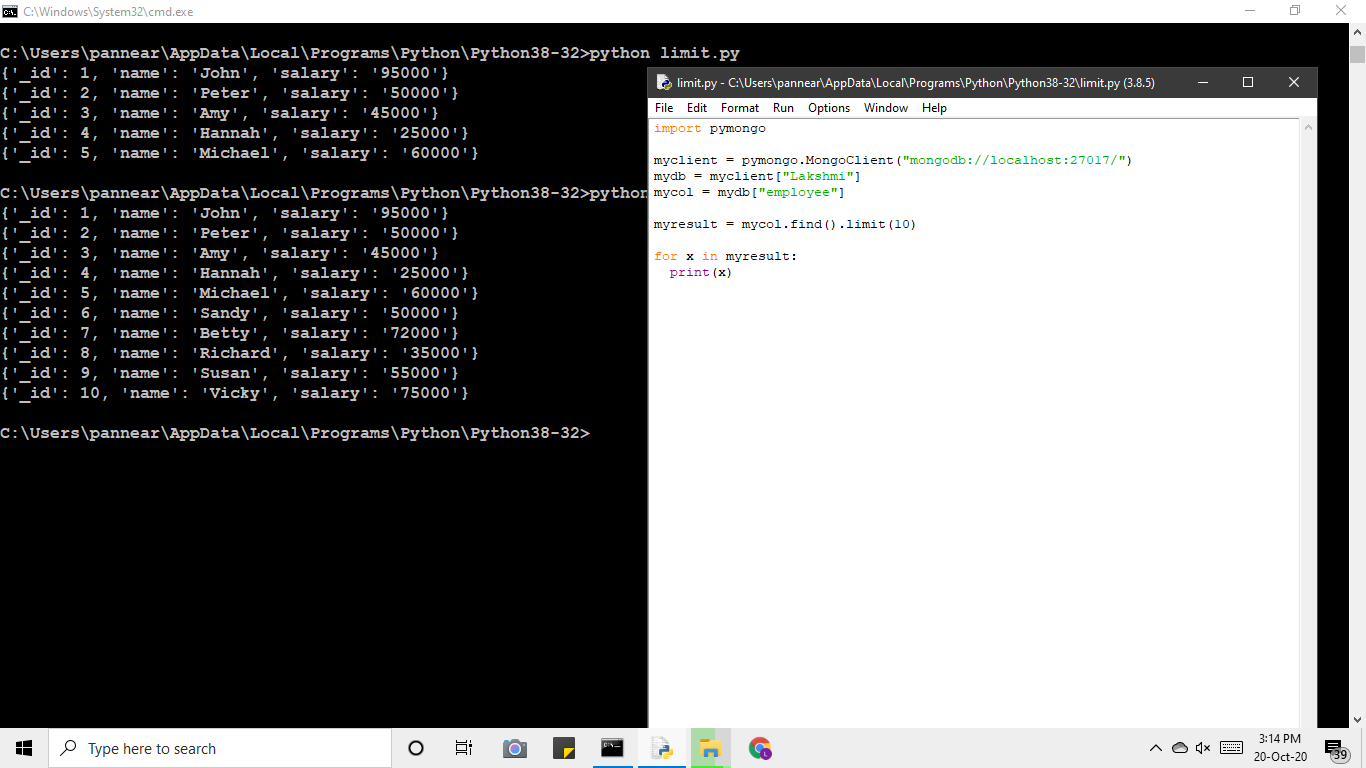 C:\Windows\System32\cmd.exe
C:\Users\pannear\AppData\Local\Programs\Python\Python38-32>python limit.py
{'_id': 1, 'name': 'John', 'salary': '95000'}
{'_id': 2, 'name': 'Peter', 'salary': '50000'}
{'_id': 3, 'name': 'Amy', 'salary': '45000'}
{'_id': 4, 'name': 'Hannah', 'salary': '25000'}
{'_id': 5, 'name': 'Michael', 'salary': '60000'}
C:\Users\pannear\AppData\Local\Programs\Python\Python38-32>python
{'_id': 1, 'name': 'John', 'salary': '95000'}
{'_id': 2, 'name': 'Peter', 'salary': '50000'}
{'_id': 3, 'name': 'Amy', 'salary': '45000'}
{'_id': 4, 'name': 'Hannah', 'salary': '25000'}
{'_id': 5, 'name': 'Michael', 'salary': '60000'}
{'_id': 6, 'name': 'Sandy', 'salary': '50000'}
{'_id': 7, 'name': 'Betty', 'salary': '72000'}
{'_id': 8, 'name': 'Richard', 'salary': '35000'}
{'_id': 9, 'name': 'Susan', 'salary': '55000'}
{'_id': 10, 'name': 'Vicky', 'salary': '75000'}
C:\Users\pannear\AppData\Local\Programs\Python\Python38-32>
limit.py - C:\Users\pannear\AppData\Local\Programs\Python\Python38-32\limit.py (3.8.5)
File Edit Format Run Options Window Help
import pymongo
myclient = pymongo.MongoClient("mongodb://localhost:27017/")
mydb = myclient["Lakshmi"]
mycol = mydb["employee"]
myresult = mycol.find().limit(10)
for x in myresult:
  print(x)
Type here to search
3:14 PM
20-Oct-20
39